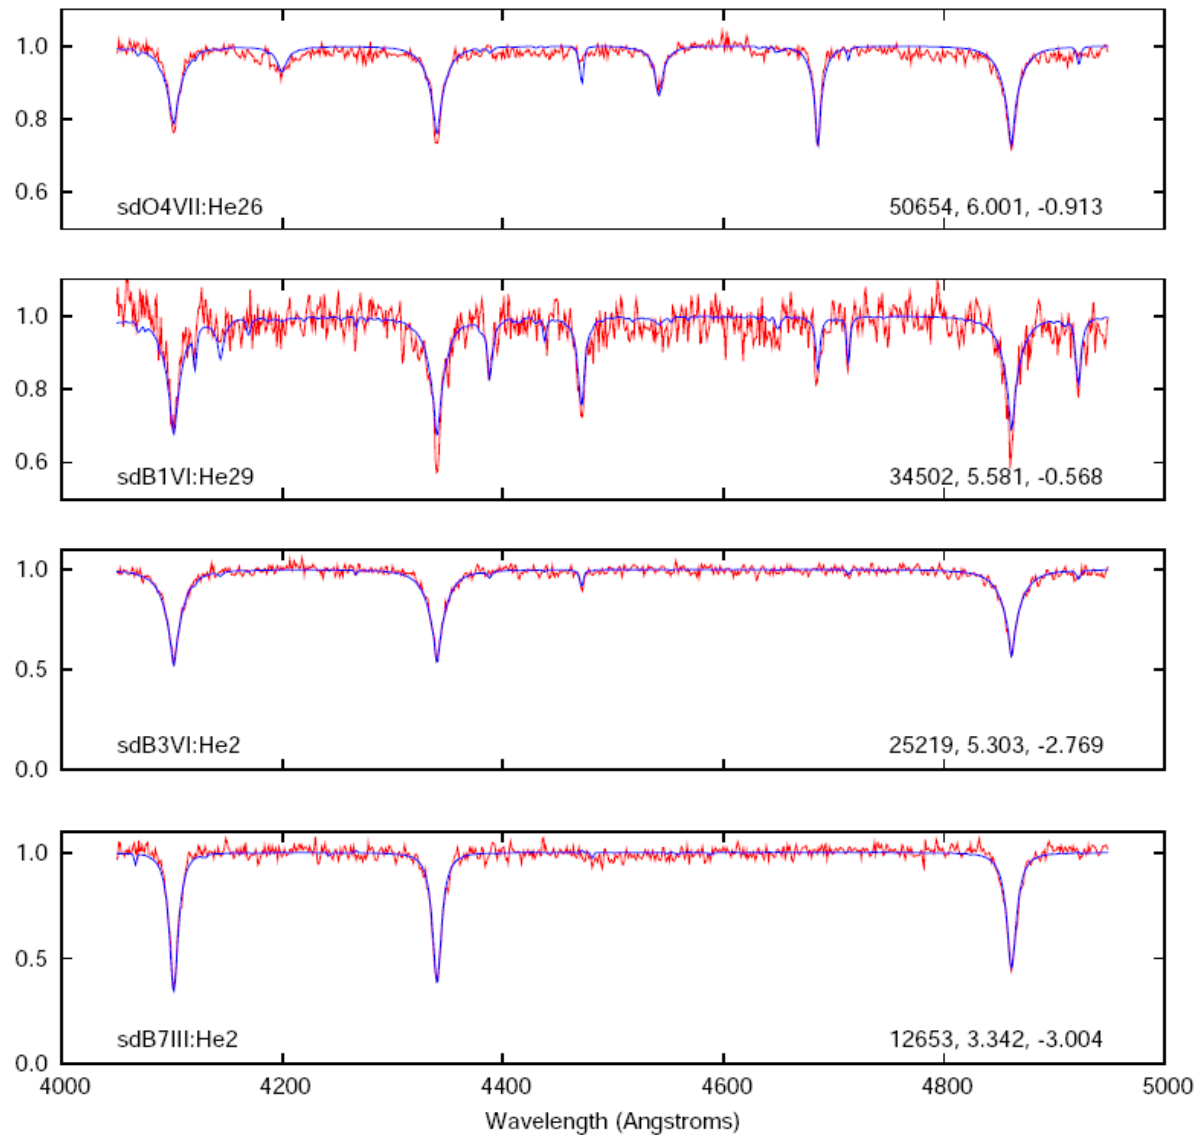 1.0
0.8
0.6
sdO4VII:He26
50654, 6.001, -0.913
1.0
0.8
0.6
sdB1VI:He29
34502, 5.581, -0.568
1.0
0.5
0.0
sdB3VI:He2
25219, 5.303, -2.769
1.0
0.5
0.0
sdB7III:He2
12653, 3.342, -3.004
4000 4200 4400 4600 4800 5000
Wavelength (Angstroms)